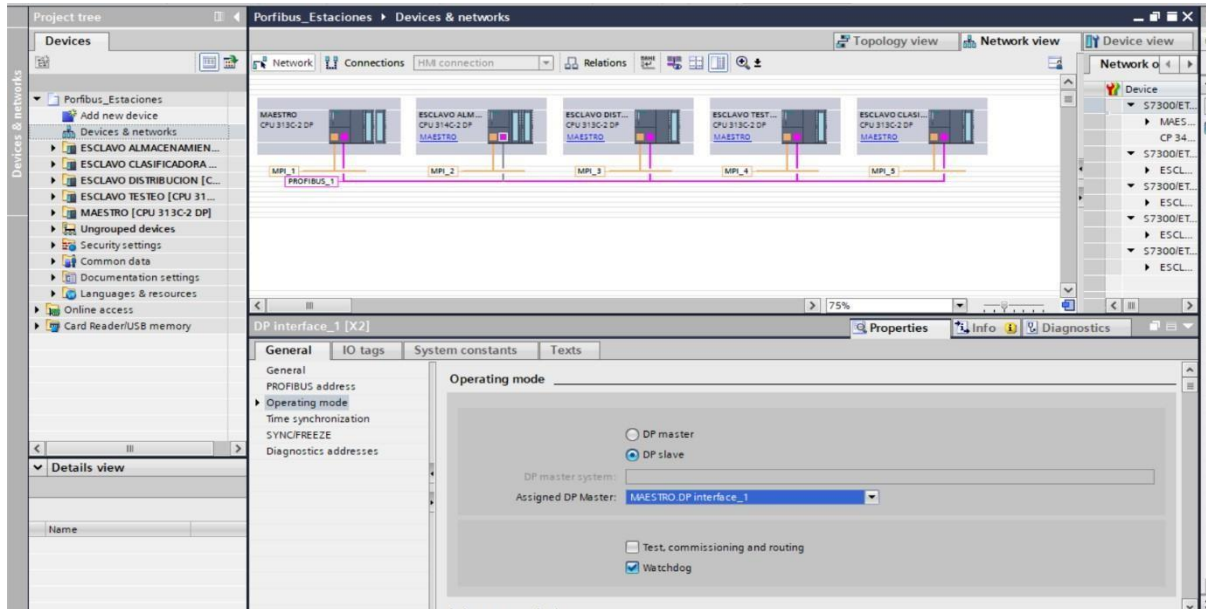 Project tree
Porfibus_Estaciones ▸ Devices & networks
Devices
Topology view
Network view
Device view
Devices & networks
Network
Connections
HMI connection
Relations
Network o
Porfibus_Estaciones
Add new device
Devices & networks
ESCLAVO ALMACENAMIEN...
ESCLAVO CLASIFICADORA ...
ESCLAVO DISTRIBUCION [C...
ESCLAVO TESTEO [CPU 31...
MAESTRO [CPU 313C-2 DP]
Ungrouped devices
Security settings
Common data
Documentation settings
Languages & resources
Online access
Card Reader/USB memory
MAESTRO
CPU 313C-2 DP
ESCLAVO ALM...
CPU 314C-2 DP
MAESTRO
ESCLAVO DIST...
CPU 313C-2 DP
MAESTRO
ESCLAVO TEST...
CPU 313C-2 DP
MAESTRO
ESCLAVO CLASI...
CPU 313C-2 DP
MAESTRO
MPI_1
MPI_2
MPI_3
MPI_4
MPI_5
PROFIBUS_1
Device
S7300/ET...
MAES...
CP 34...
S7300/ET...
ESCL...
S7300/ET...
ESCL...
S7300/ET...
ESCL...
S7300/ET...
ESCL...
75%
DP interface_1 [X2]
Properties
Info
Diagnostics
General
IO tags
System constants
Texts
General
PROFIBUS address
Operating mode
Time synchronization
SYNC/FREEZE
Diagnostics addresses
Operating mode
DP master
DP slave
DP master system:
Assigned DP Master: MAESTRO.DP interface_1
Test, commissioning and routing
Watchdog
Details view
Name